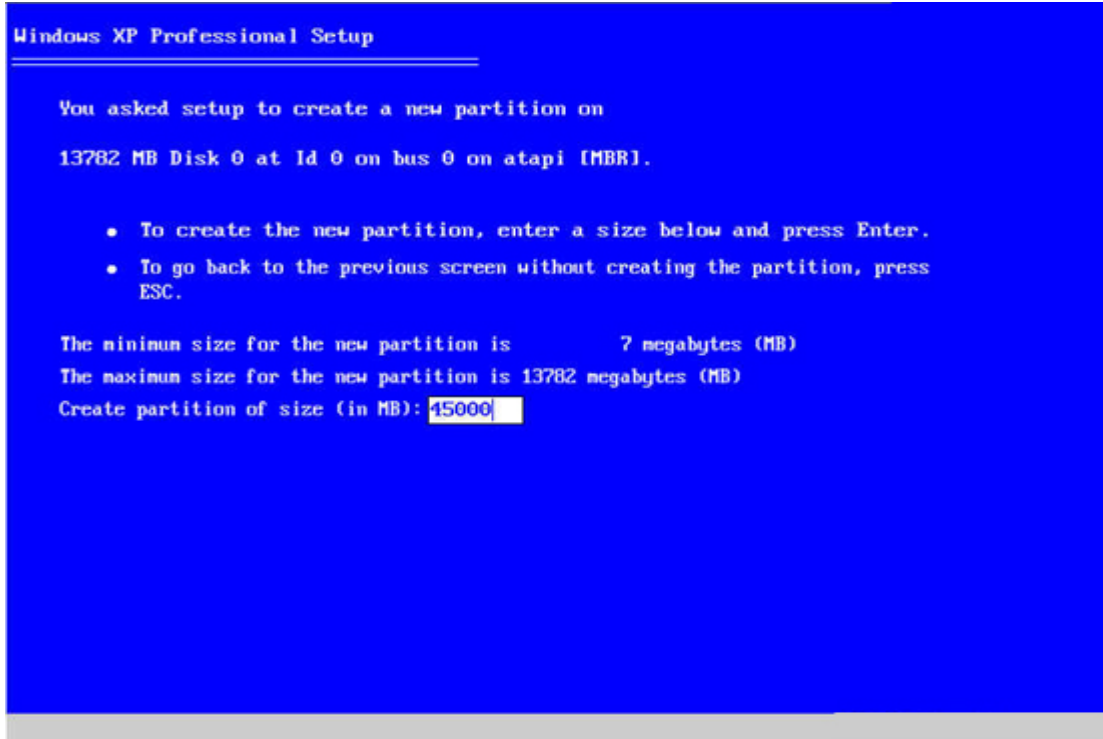 Windows XP Professional Setup
You asked setup to create a new partition on
13782 MB Disk 0 at Id 0 on bus 0 on atapi [MBR].
• To create the new partition, enter a size below and press Enter.
• To go back to the previous screen without creating the partition, press
ESC.
The minimum size for the new partition is 7 megabytes (MB)
The maximum size for the new partition is 13782 megabytes (MB)
Create partition of size (in MB): 45000